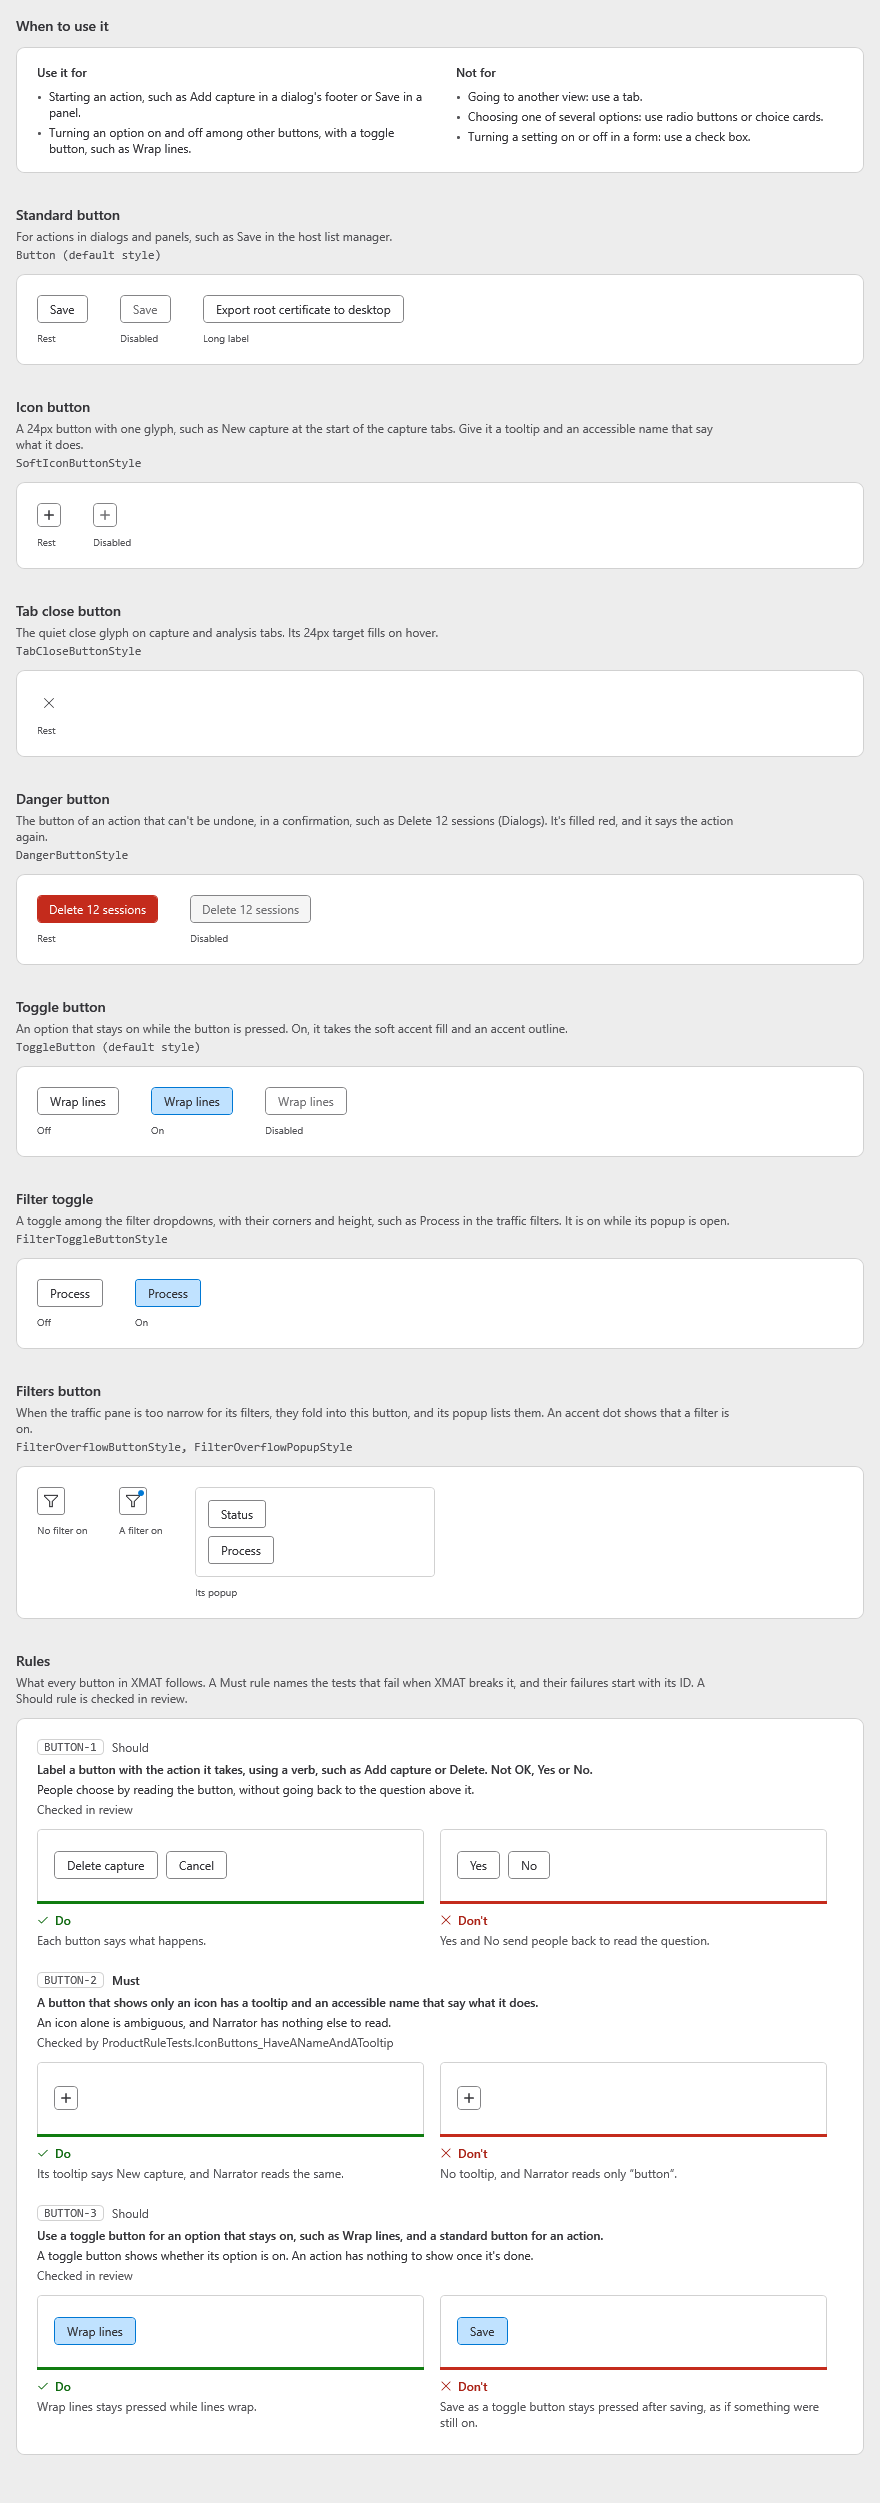 When to use it
Use it for
• Starting an action, such as Add capture in a dialog's footer or Save in a
panel.
• Turning an option on and off among other buttons, with a toggle
button, such as Wrap lines.
Not for
• Going to another view: use a tab.
• Choosing one of several options: use radio buttons or choice cards.
• Turning a setting on or off in a form: use a check box.
Standard button
For actions in dialogs and panels, such as Save in the host list manager.
Button (default style)
Save
Save
Export root certificate to desktop
Rest
Disabled
Long label
Icon button
A 24px button with one glyph, such as New capture at the start of the capture tabs. Give it a tooltip and an accessible name that say
what it does.
SoftIconButtonStyle
Rest
Disabled
Tab close button
The quiet close glyph on capture and analysis tabs. Its 24px target fills on hover.
TabCloseButtonStyle
Rest
Danger button
The button of an action that can't be undone, in a confirmation, such as Delete 12 sessions (Dialogs). It's filled red, and it says the action
again.
DangerButtonStyle
Delete 12 sessions
Delete 12 sessions
Rest
Disabled
Toggle button
An option that stays on while the button is pressed. On, it takes the soft accent fill and an accent outline.
ToggleButton (default style)
Wrap lines
Wrap lines
Wrap lines
Off
On
Disabled
Filter toggle
A toggle among the filter dropdowns, with their corners and height, such as Process in the traffic filters. It is on while its popup is open.
FilterToggleButtonStyle
Process
Process
Off
On
Filters button
When the traffic pane is too narrow for its filters, they fold into this button, and its popup lists them. An accent dot shows that a filter is
on.
FilterOverflowButtonStyle, FilterOverflowPopupStyle
No filter on
A filter on
Status
Process
Its popup
Rules
What every button in XMAT follows. A Must rule names the tests that fail when XMAT breaks it, and their failures start with its ID. A
Should rule is checked in review.
BUTTON-1 Should
Label a button with the action it takes, using a verb, such as Add capture or Delete. Not OK, Yes or No.
People choose by reading the button, without going back to the question above it.
Checked in review
Delete capture
Cancel
Do
Each button says what happens.
Yes
No
Don't
Yes and No send people back to read the question.
BUTTON-2 Must
A button that shows only an icon has a tooltip and an accessible name that say what it does.
An icon alone is ambiguous, and Narrator has nothing else to read.
Checked by ProductRuleTests.IconButtons_HaveANameAndATooltip
Do
Its tooltip says New capture, and Narrator reads the same.
Don't
No tooltip, and Narrator reads only “button”.
BUTTON-3 Should
Use a toggle button for an option that stays on, such as Wrap lines, and a standard button for an action.
A toggle button shows whether its option is on. An action has nothing to show once it's done.
Checked in review
Wrap lines
Do
Wrap lines stays pressed while lines wrap.
Save
Don't
Save as a toggle button stays pressed after saving, as if something were
still on.